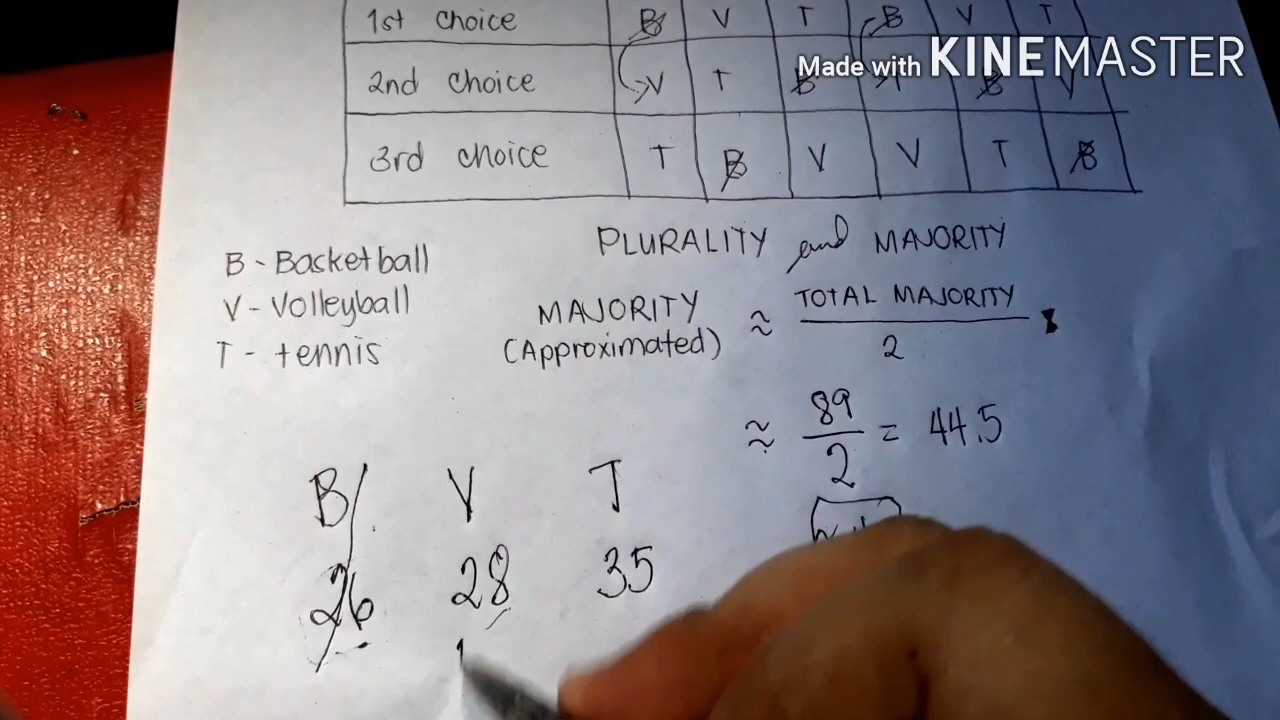 1st choice B V T B V T
Made with KINEMASTER
2nd choice V T B T B V
3rd choice T B V V T B
PLURALITY and MAJORITY
B - Backetball
V - Volleyball
T - tennis
MAJORITY
(Approximated)
≈ TOTAL MAJORITY
2
≈ 89
2
= 44.5
B V T
26 28 35